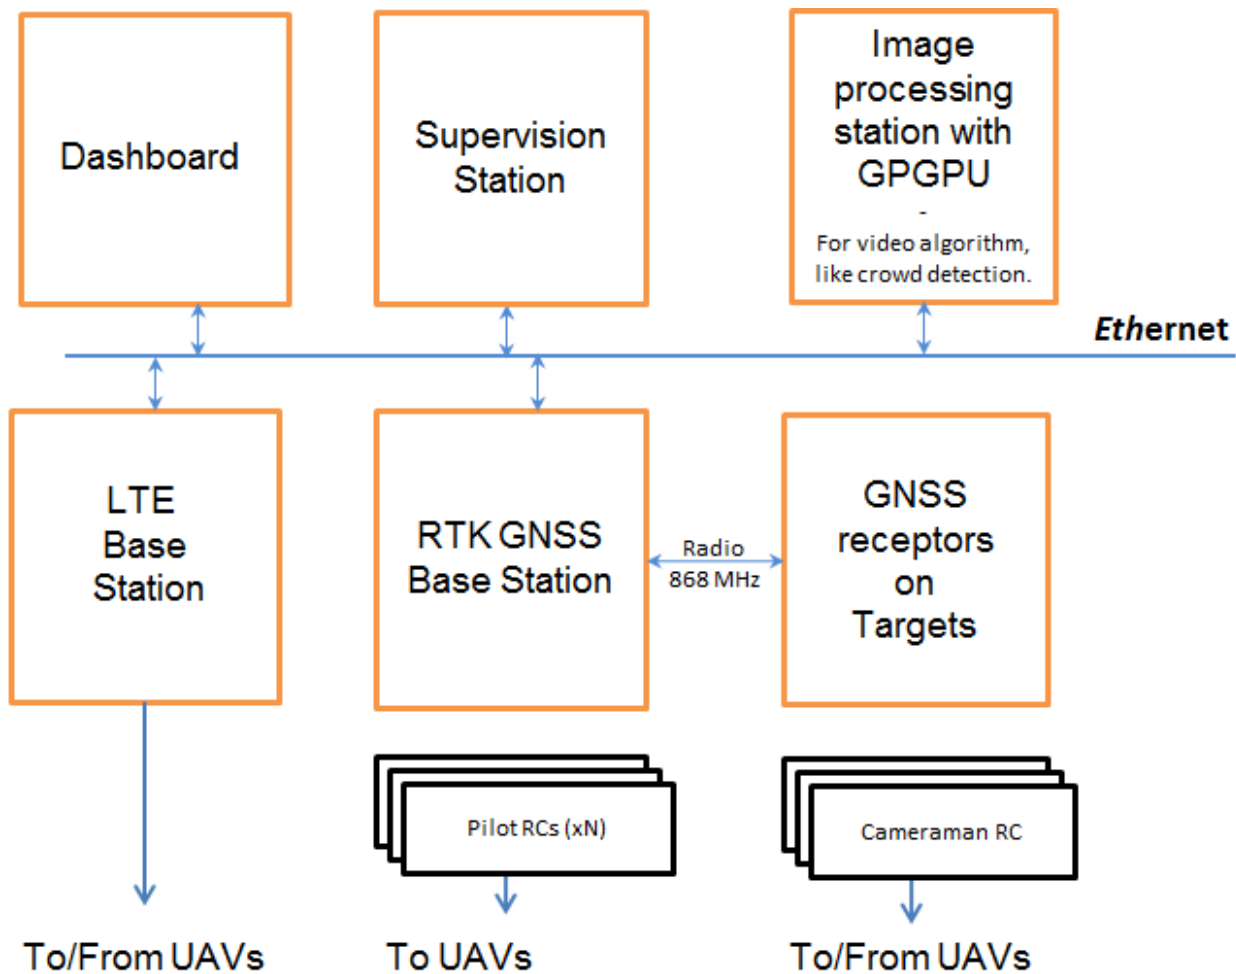 Dashboard
Supervision
Station
Image
processing
station with
GPGPU
-
For video algorithm,
like crowd detection.
Ethernet
LTE
Base
Station
RTK GNSS
Base Station
Radio
868 MHz
GNSS
receptors
on
Targets
Pilot RCs (xN)
Cameraman RC
To/From UAVs
To UAVs
To/From UAVs